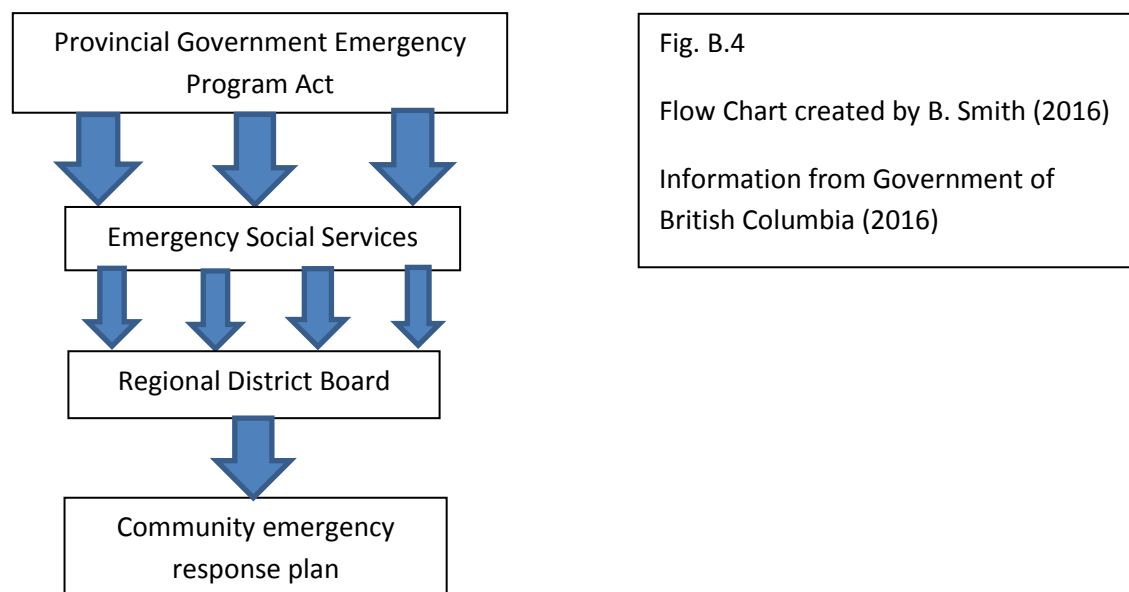 Provincial Government Emergency
Program Act
Emergency Social Services
Regional District Board
Community emergency
response plan
Fig. B.4
Flow Chart created by B. Smith (2016)
Information from Government of
British Columbia (2016)